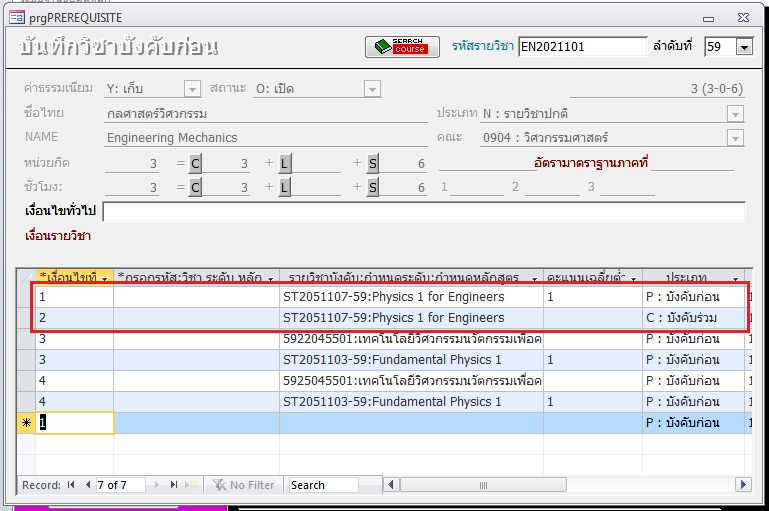 prgPREREQUISITE
บันทึกวิชาบังคับก่อน SEARCH course รหัสรายวิชา EN2021101 ลำดับที่ 59
ค่าธรรมเนียม Y: เก็บ สถานะ O: เปิด 3 (3-0-6)
ชื่อไทย กลศาสตร์วิศวกรรม ประเภท N : รายวิชาปกติ
NAME Engineering Mechanics คณะ 0904 : วิศวกรรมศาสตร์
หน่วยกิต 3 = C 3 + L + S 6 อัตรามาตราฐานภาคที่
ชั่วโมง: 3 = C 3 + L + S 6 1 2 3
เงื่อนไขทั่วไป
เงื่อนรายวิชา
*เงื่อนไขที่ *กรอกรหัส:วิชา ระดับ หลัก รายวิชาบังคับ:กำหนดระดับ:กำหนดหลักสูตร คะแนนเฉลี่ยต่ำ ประเภท
1 ST2051107-59:Physics 1 for Engineers 1 P : บังคับก่อน 1
2 ST2051107-59:Physics 1 for Engineers C : บังคับร่วม
3 5922045501:เทคโนโลยีวิศวกรรมนวัตกรรมเพื่อค P : บังคับก่อน 1
3 ST2051103-59:Fundamental Physics 1 1 P : บังคับก่อน 1
4 5925045501:เทคโนโลยีวิศวกรรมนวัตกรรมเพื่อค P : บังคับก่อน 1
4 ST2051103-59:Fundamental Physics 1 1 P : บังคับก่อน 1
* 1 P : บังคับก่อน 1
Record: 7 of 7 No Filter Search